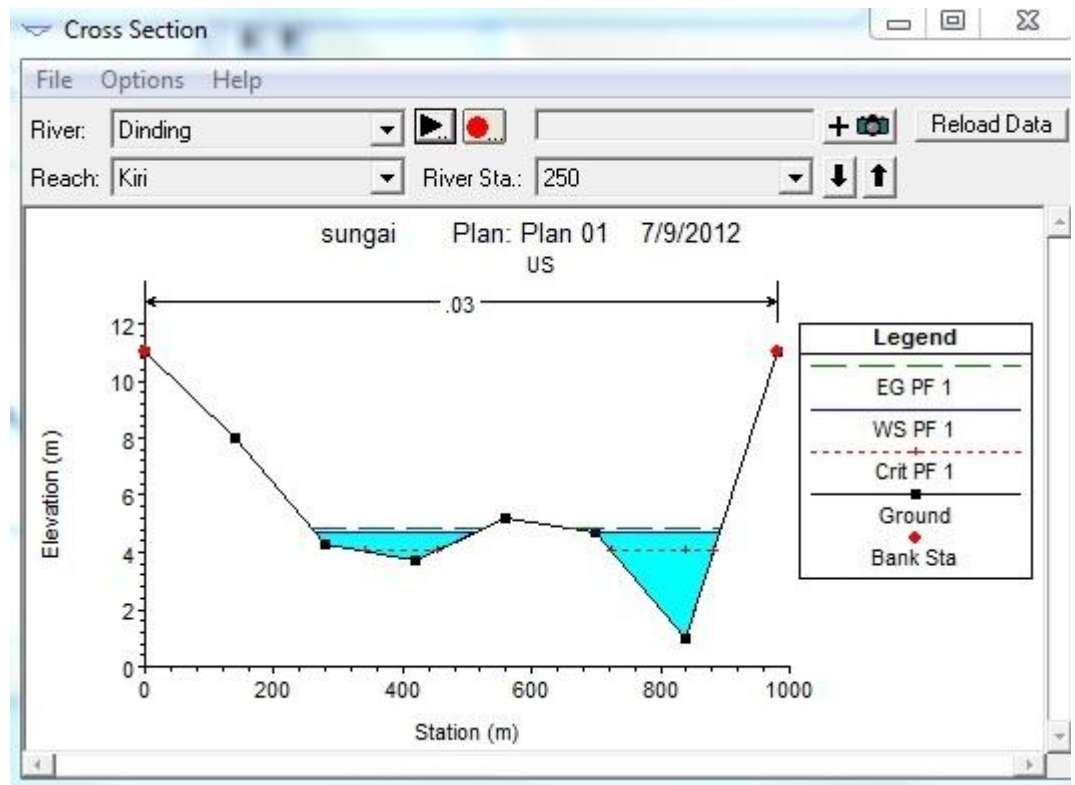 Cross Section
File Options Help
River: Dinding
+
Reload Data
Reach: Kiri
River Sta.: 250
sungai Plan: Plan 01 7/9/2012
US
.03
12
10
8
6
4
2
0
Elevation (m)
0 200 400 600 800 1000
Station (m)
Legend
EG PF 1
WS PF 1
Crit PF 1
Ground
Bank Sta